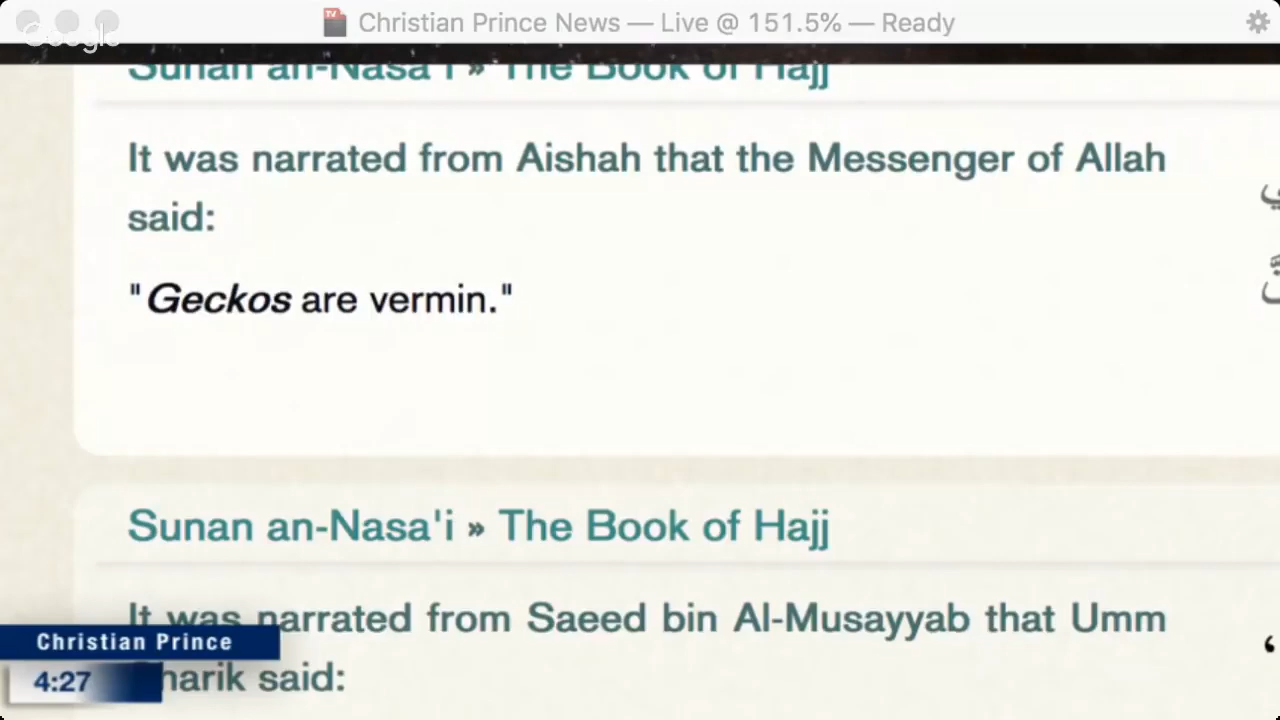 Christian Prince News — Live @ 151.5% — Ready
Google
Sunan an-Nasa'i » The Book of Hajj
It was narrated from Aishah that the Messenger of Allah
said:
"Geckos are vermin."
Sunan an-Nasa'i » The Book of Hajj
It was narrated from Saeed bin Al-Musayyab that Umm
harik said:
Christian Prince
4:27